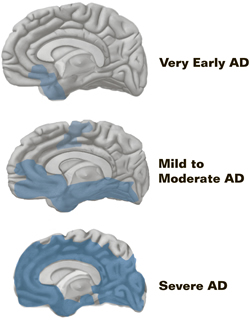 Very Early AD
Mild to
Moderate AD
Severe AD